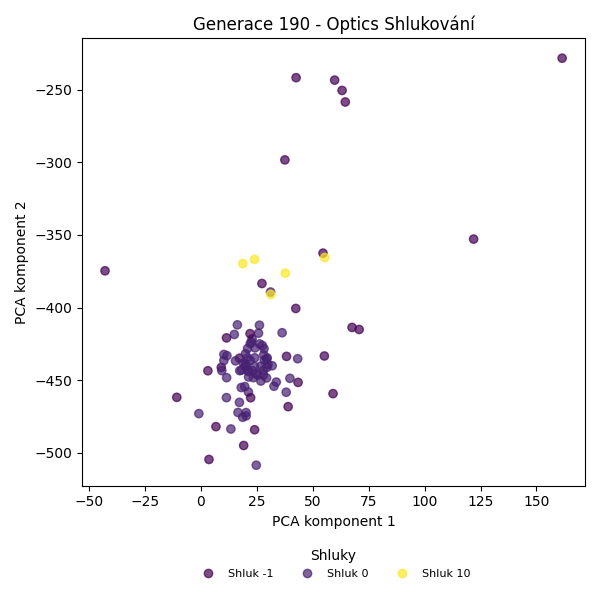 Generace 190 - Optics Shlukování
−250
−300
−350
−400
−450
−500
PCA komponent 2
−50
−25
0
25
50
75
100
125
150
PCA komponent 1
Shluky
Shluk -1
Shluk 0
Shluk 10